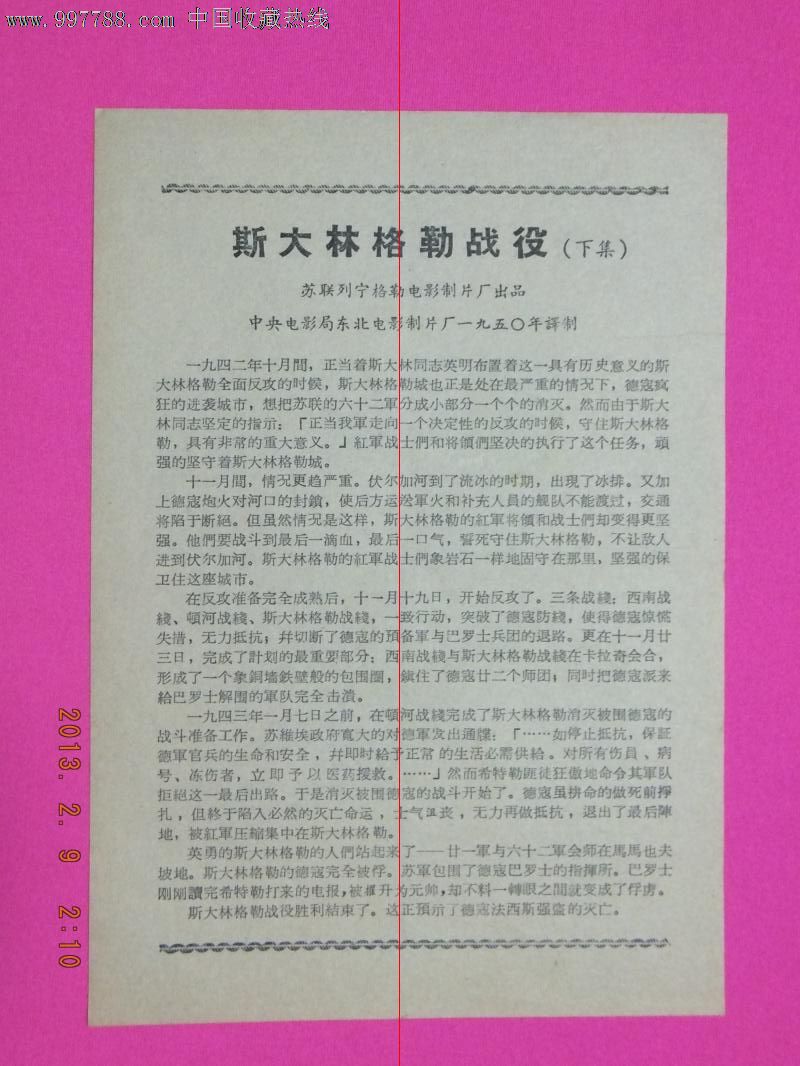 www.997788.com 中国收藏热线
斯大林格勒战役（下集）
苏联列宁格勒电影制片厂出品
中央电影局东北电影制片厂一九五〇年譯制
一九四二年十月間，正当着斯大林同志英明布置着这一具有历史意义的斯
大林格勒全面反攻的时候，斯大林格勒城也正是处在最严重的情况下，德寇疯
狂的进袭城市，想把苏联的六十二軍分成小部分一个个的消灭。然而由于斯大
林同志坚定的指示：「正当我軍走向一个决定性的反攻的时候，守住斯大林格
勒，具有非常的重大意义。」紅軍战士們和将領們坚决的执行了这个任务，頑
强的坚守着斯大林格勒城。
十一月間，情况更趋严重。伏尔加河到了流冰的时期，出現了冰排。又加
上德寇炮火对河口的封鎖，使后方运送軍火和补充人員的舰队不能渡过，交通
将陷于断絕。但虽然情况是这样，斯大林格勒的紅軍将領和战士們却变得更坚
强。他們要战斗到最后一滴血，最后一口气，誓死守住斯大林格勒，不让敌人
进到伏尔加河。斯大林格勒的紅軍战士們象岩石一样地固守在那里，坚强的保
卫住这座城市。
在反攻准备完全成熟后，十一月十九日，开始反攻了。三条战綫：西南战
綫、頓河战綫、斯大林格勒战綫，一致行动，突破了德寇防綫，使得德寇惊慌
失措，无力抵抗；幷切断了德寇的預备軍与巴罗士兵团的退路。更在十一月廿
三日，完成了計划的最重要部分：西南战綫与斯大林格勒战綫在卡拉奇会合，
形成了一个象銅墙鉄壁般的包围圈，鎮住了德寇廿二个师团；同时把德寇派来
給巴罗士解围的軍队完全击潰。
一九四三年一月七日之前，在頓河战綫完成了斯大林格勒消灭被围德寇的
战斗准备工作。苏維埃政府寬大的对德軍发出通牒：「……如停止抵抗，保証
德軍官兵的生命和安全，幷即时給予正常的生活必需供給。对所有伤員、病
号、冻伤者，立即予以医药援救。……」然而希特勒匪徒狂傲地命令其軍队
拒絕这一最后出路。于是消灭被围德寇的战斗开始了。德寇虽拼命的做死前掙
扎，但終于陷入必然的灭亡命运，士气沮丧，无力再做抵抗，退出了最后陣
地，被紅軍压縮集中在斯大林格勒。
英勇的斯大林格勒的人們站起来了——廿一軍与六十二軍会师在馬馬也夫
坡地。斯大林格勒的德寇完全被俘。苏軍包围了德寇巴罗士的指揮所。巴罗士
刚刚讀完希特勒打来的电报，被擢升为元帅，却不料一轉眼之間就变成了俘虏。
斯大林格勒战役胜利結束了。这正預示了德寇法西斯强盗的灭亡。
2013. 2. 9 2:10